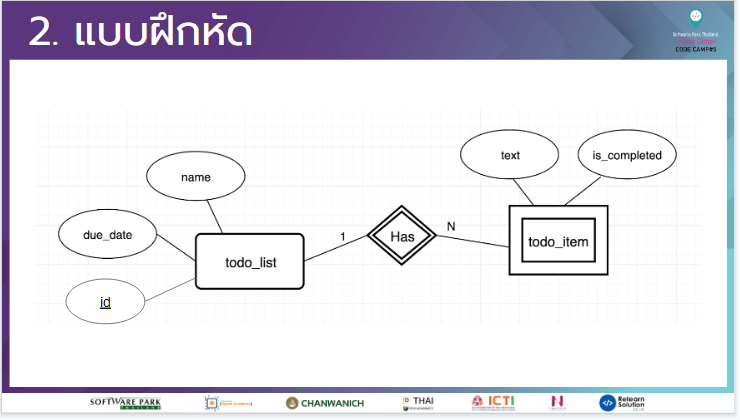 2. แบบฝึกหัด
Software Park Thailand
CODE CAMP#5
text
is_completed
name
due_date
1
Has
N
todo_item
todo_list
id
SOFTWARE PARK
THAILAND
CHANWANICH
THAI
ICTI
N
Relearn
Solution